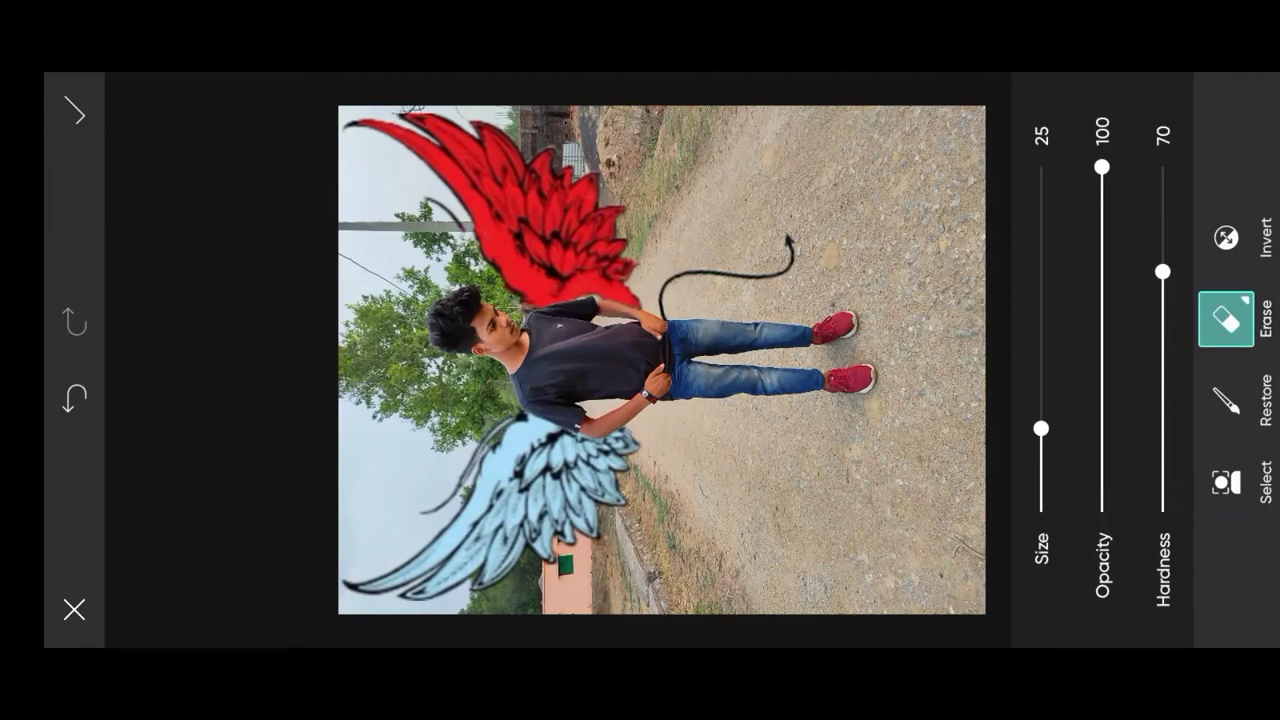 Size 25
Opacity 100
Hardness 70
Select
Restore
Erase
Invert